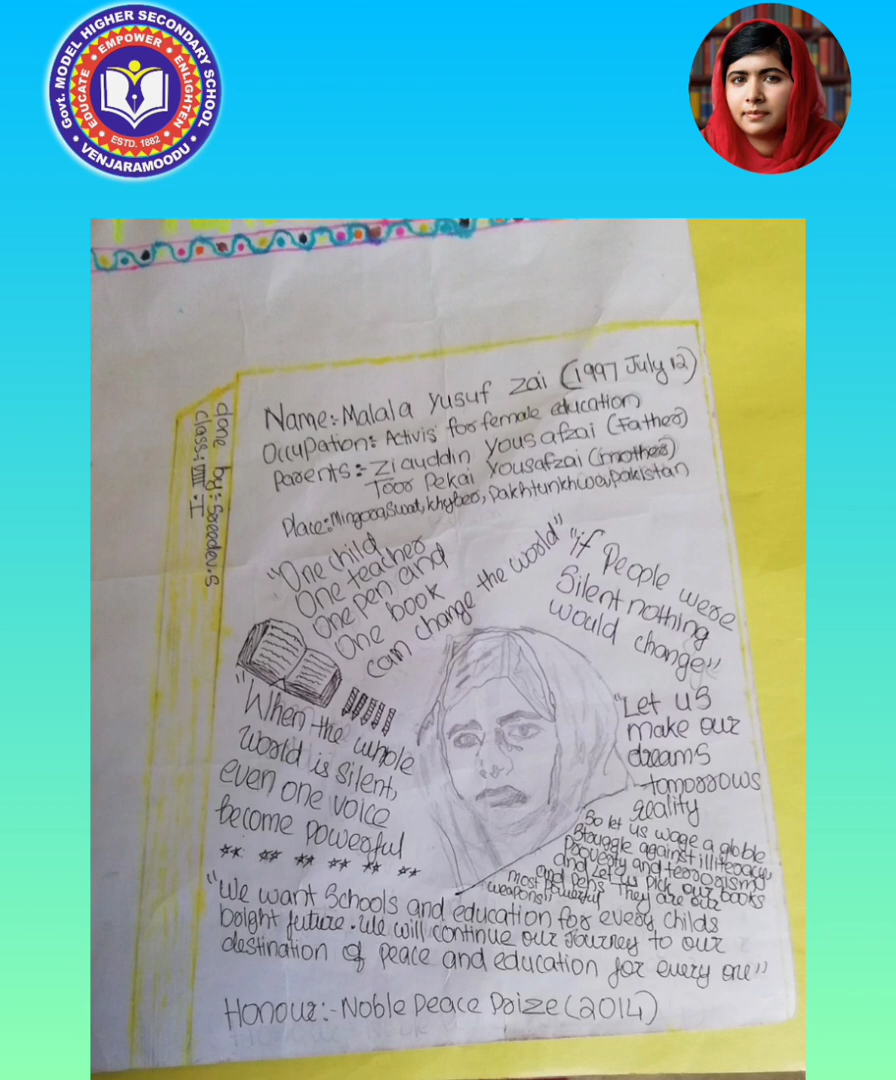 Govt. MODEL HIGHER SECONDARY SCHOOL
EDUCATE • EMPOWER • ENLIGHTEN
ESTD. 1882
• VENJARAMOODU •
done by: Sreedev.s
class: III . I
Name:- Malala Yusuf zai (1997 July 12)
Occupation:- Activis for female education
Parents:- Ziauddin Yousafzai (Father)
Toor Pekai Yousafzai (mother)
Place:- Mingora, Swat, Khyber, Pakhtunkhwa, Pakistan
"One child
One teacher
One pen and
One book
can change the world"
"if People were
Silent nothing
would change"
"When the whole
world is silent,
even one voice
become powerful
"Let us
make our
dreams
tomorrows
reality
So let us wage a globle
Struggle against illiteracy,
poverty and terrorism,
and let us pick our books
and pens They are our
most powerful
weapons"
"We want Schools and education for every childs
bright future. We will continue our Journey to our
destination of peace and education for every one"
Honour:- Noble Peace Prize (2014)